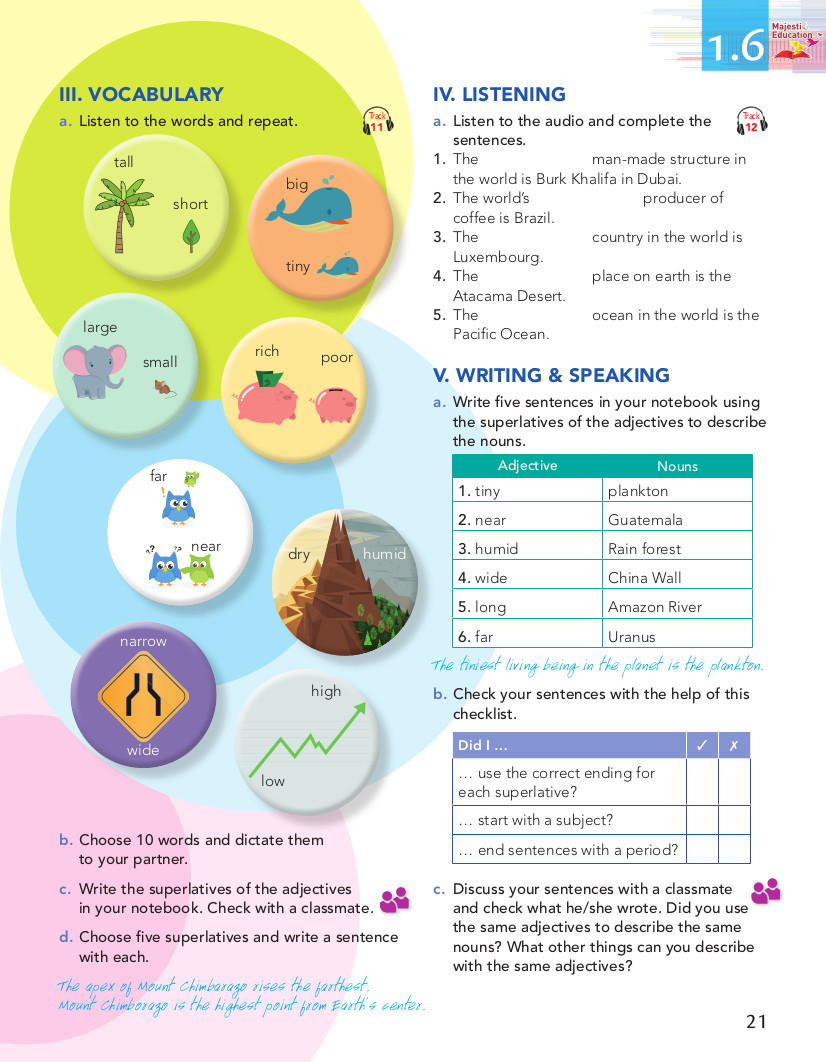 1.6
Majesti
Education
III. VOCABULARY
a. Listen to the words and repeat.
Track
11
tall
short
big
tiny
large
small
rich
poor
far
near
dry
humid
narrow
wide
high
low
b. Choose 10 words and dictate them
to your partner.
c. Write the superlatives of the adjectives
in your notebook. Check with a classmate.
d. Choose five superlatives and write a sentence
with each.
The apex of Mount Chimbarazo rises the farthest.
Mount Chimborazo is the highest point from Earth's center.
IV. LISTENING
a. Listen to the audio and complete the
sentences.
Track
12
1. The man-made structure in
the world is Burk Khalifa in Dubai.
2. The world's producer of
coffee is Brazil.
3. The country in the world is
Luxembourg.
4. The place on earth is the
Atacama Desert.
5. The ocean in the world is the
Pacific Ocean.
V. WRITING & SPEAKING
a. Write five sentences in your notebook using
the superlatives of the adjectives to describe
the nouns.
Adjective Nouns
1. tiny plankton
2. near Guatemala
3. humid Rain forest
4. wide China Wall
5. long Amazon River
6. far Uranus
The tiniest living being in the planet is the plankton.
b. Check your sentences with the help of this
checklist.
Did I ... ✓ ✗
... use the correct ending for
each superlative?
... start with a subject?
... end sentences with a period?
c. Discuss your sentences with a classmate
and check what he/she wrote. Did you use
the same adjectives to describe the same
nouns? What other things can you describe
with the same adjectives?
21